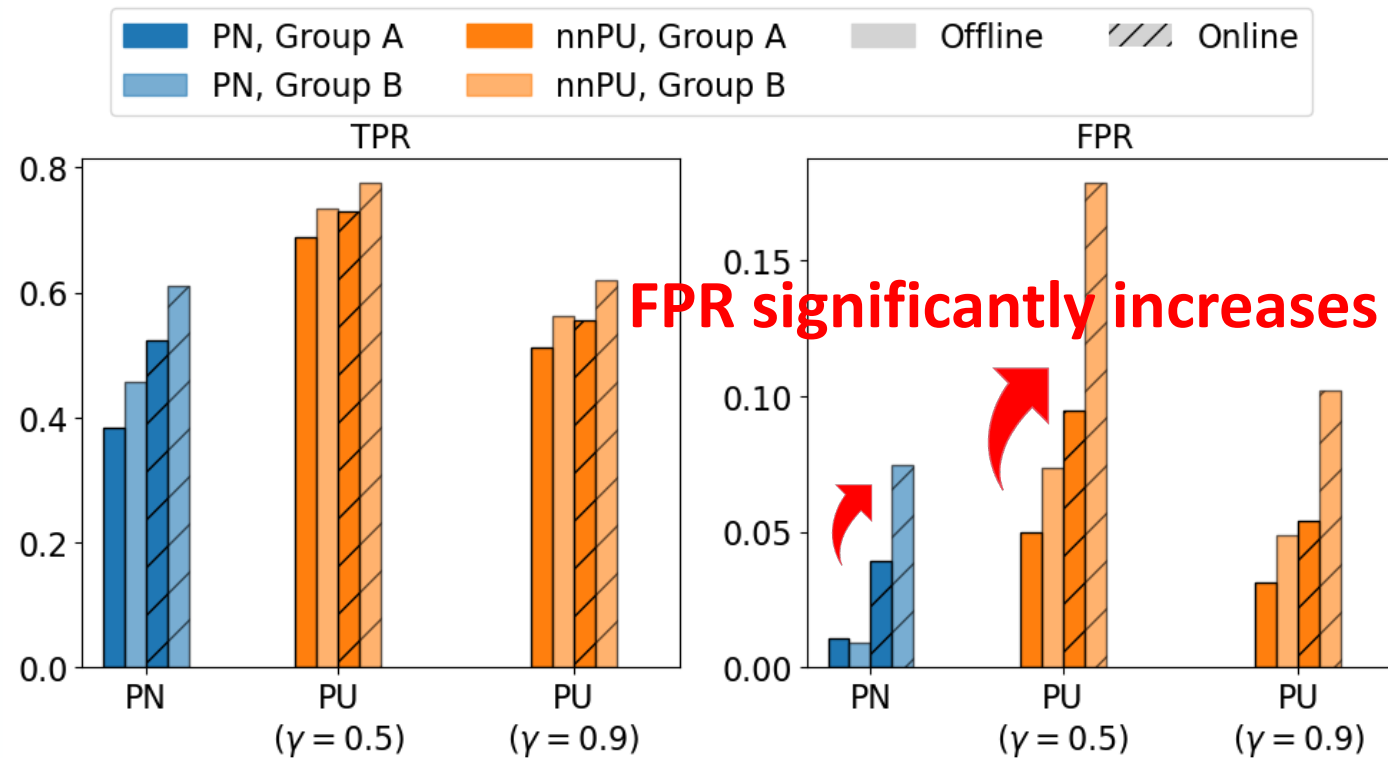 PN, Group A nnPU, Group A Offline Online
PN, Group B nnPU, Group B
TPR
0.8
0.6
0.4
0.2
0.0
PN PU PU
(γ = 0.5) (γ = 0.9)
FPR
0.15
0.10
0.05
0.00
PN PU PU
(γ = 0.5) (γ = 0.9)
FPR significantly increases